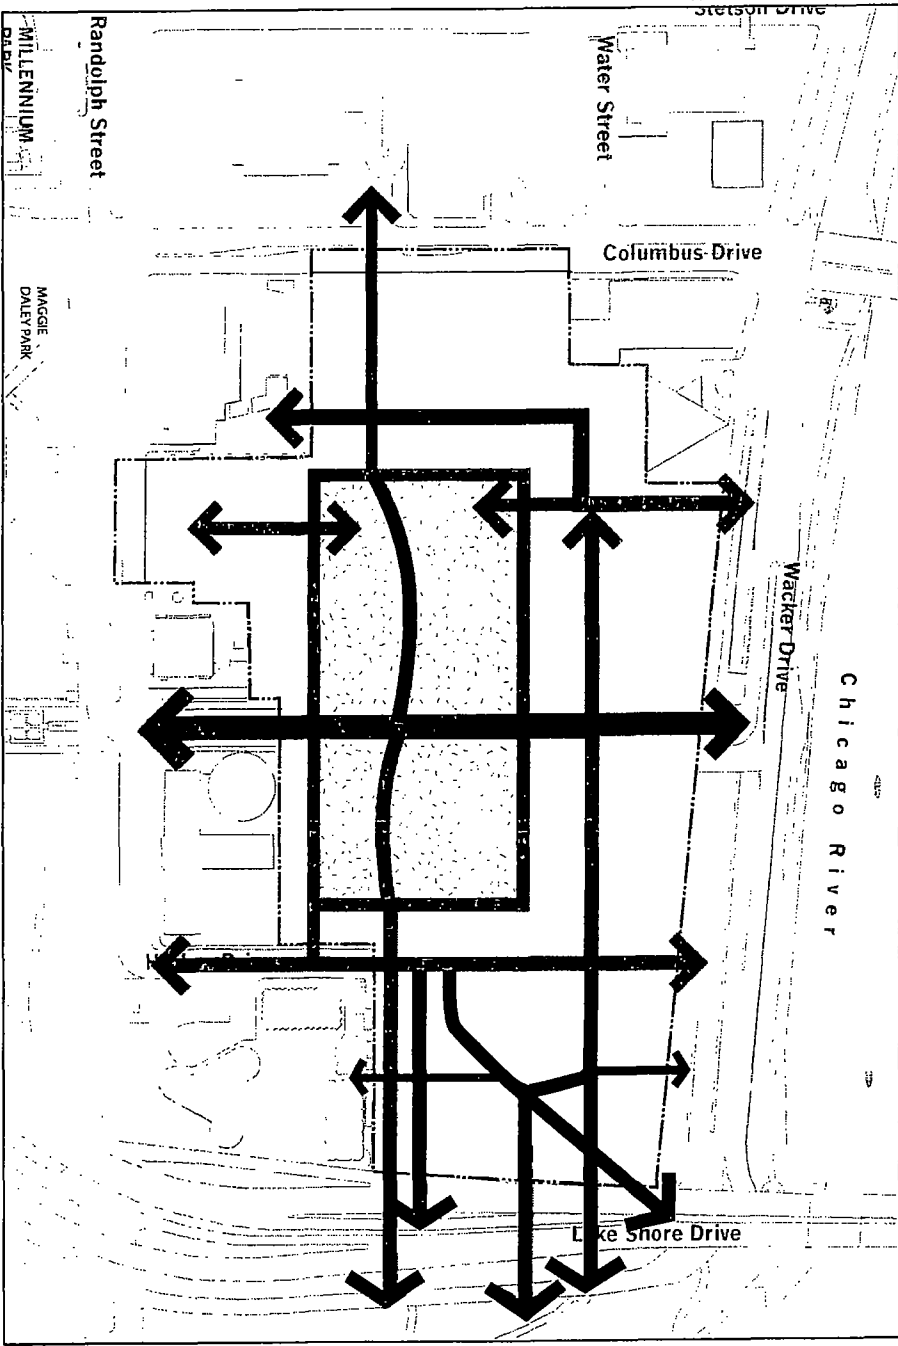 Stetson Drive
MILLENNIUM
PARK
Randolph Street
Water Street
Columbus Drive
MAGGIE
DALEY PARK
Wacker Drive
Chicago River
Lake Shore Drive